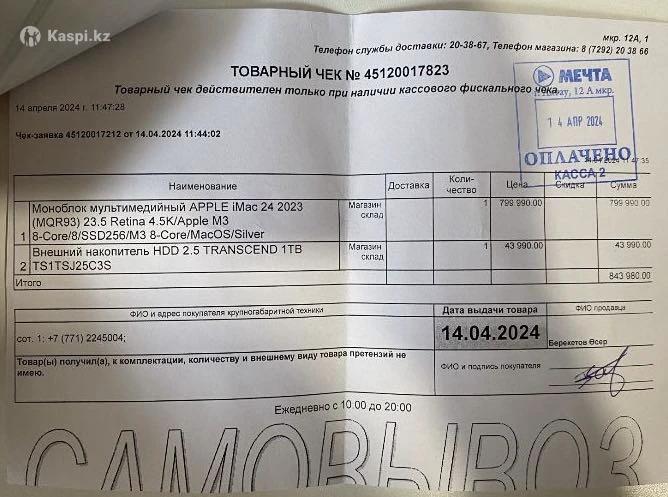 Kaspi.kz
мкр. 12А, 1
Телефон службы доставки: 20-38-67, Телефон магазина: 8 (7292) 20 38 66
ТОВАРНЫЙ ЧЕК № 45120017823
Товарный чек действителен только при наличии кассового фискального чека
14 апреля 2024 г. 11:47:28
Чек-заявка 45120017212 от 14.04.2024 11:44:02
МЕЧТА
12 А мкр.
14 АПР 2024
ОПЛАЧЕНО
КАССА 2
Наименование Доставка Коли-чество Цена Скидка Сумма
1 Моноблок мультимедийный APPLE iMac 24 2023 (MQR93) 23.5 Retina 4.5K/Apple M3 8-Core/8/SSD256/M3 8-Core/MacOS/Silver Магазин склад 1 799 990.00 799 990.00
2 Внешний накопитель HDD 2.5 TRANSCEND 1TB TS1TSJ25C3S Магазин склад 1 43 990.00 43 990.00
Итого 843 980.00
ФИО и адрес покупателя крупногабаритной техники Дата выдачи товара ФИО продавца
сот. 1: +7 (771) 2245004; 14.04.2024 Берекетов Өсер
Товар(ы) получил(а), к комплектации, количеству и внешнему виду товара претензий не имею. ФИО и подпись покупателя
Ежедневно с 10:00 до 20:00
САМОВЫВОЗ